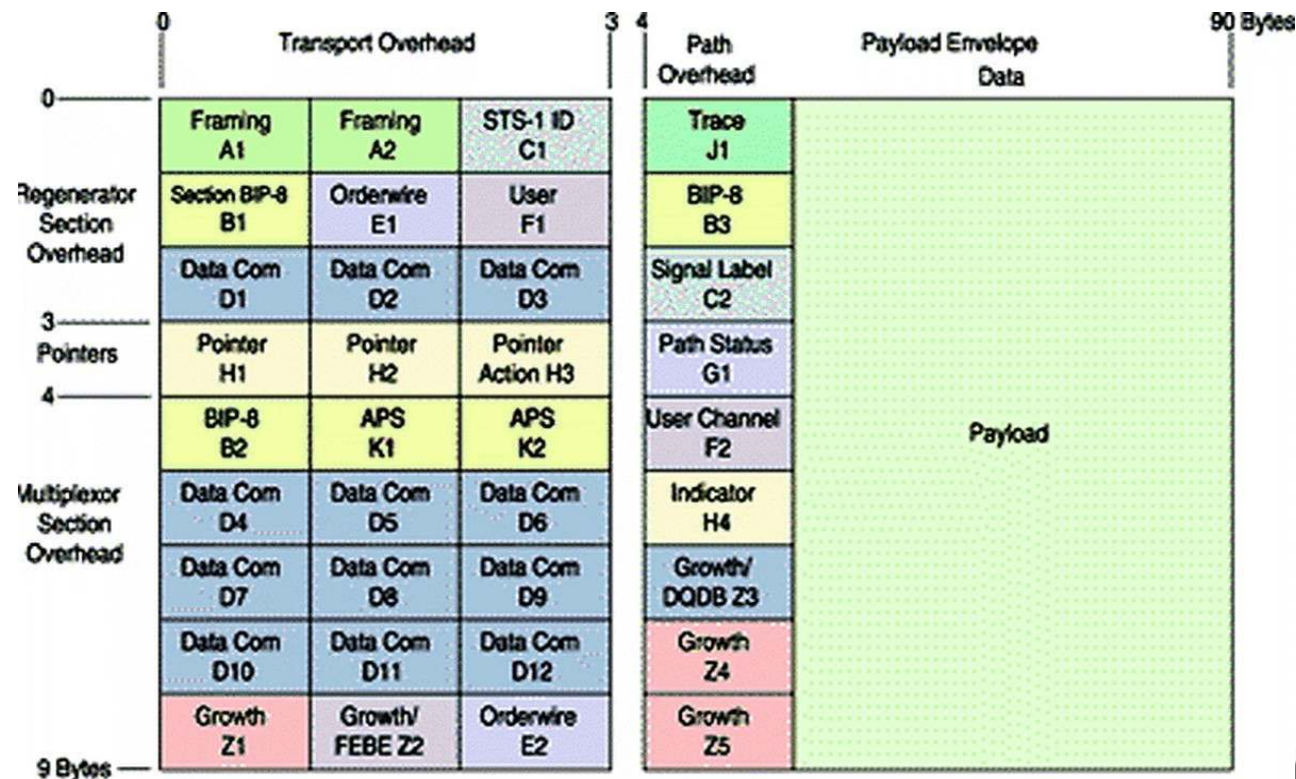 0 3 4 90 Bytes
Transport Overhead
Path
Overhead
Payload Envelope
Data
0
Framing
A1
Framing
A2
STS-1 ID
C1
Trace
J1
Regenerator
Section
Overhead
Section BIP-8
B1
Orderwire
E1
User
F1
BIP-8
B3
Data Com
D1
Data Com
D2
Data Com
D3
Signal Label
C2
3
Pointers
Pointer
H1
Pointer
H2
Pointer
Action H3
Path Status
G1
4
BIP-8
B2
APS
K1
APS
K2
User Channel
F2
Payload
Multiplexor
Section
Overhead
Data Com
D4
Data Com
D5
Data Com
D6
Indicator
H4
Data Com
D7
Data Com
D8
Data Com
D9
Growth/
DQDB Z3
Data Com
D10
Data Com
D11
Data Com
D12
Growth
Z4
Growth
Z1
Growth/
FEBE Z2
Orderwire
E2
Growth
Z5
9 Bytes